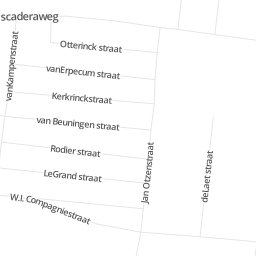 scaderaweg
Otterinck straat
vanErpecum straat
vanKampenstraat
Kerkrinckstraat
van Beuningen straat
Rodier straat
LeGrand straat
Jan Otzenstraat
deLaet straat
W.I. Compagniestraat